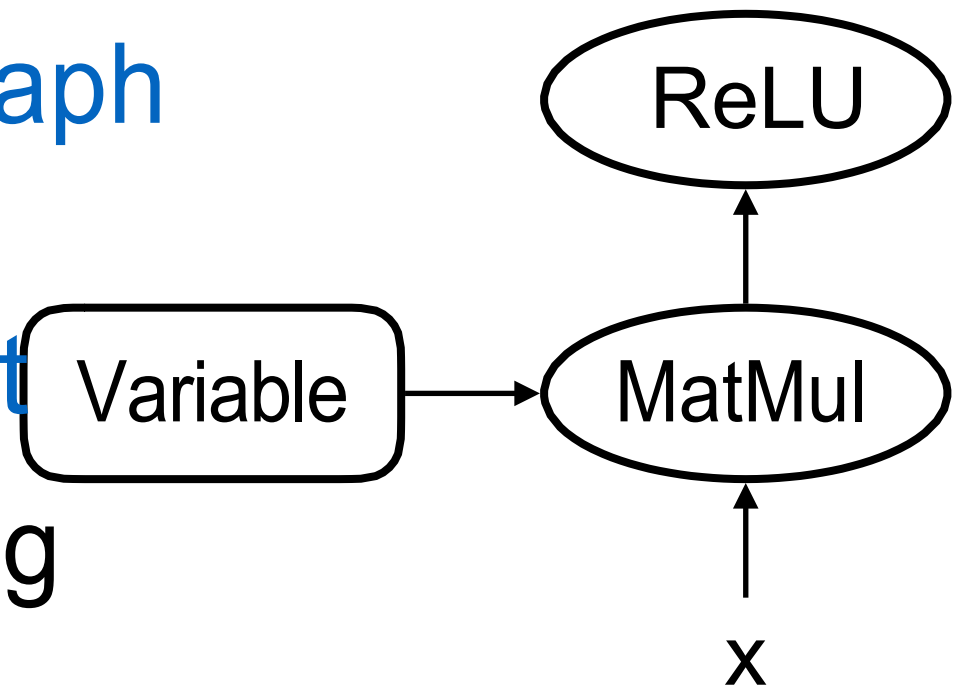 aph
ReLU
t Variable
MatMul
g
x